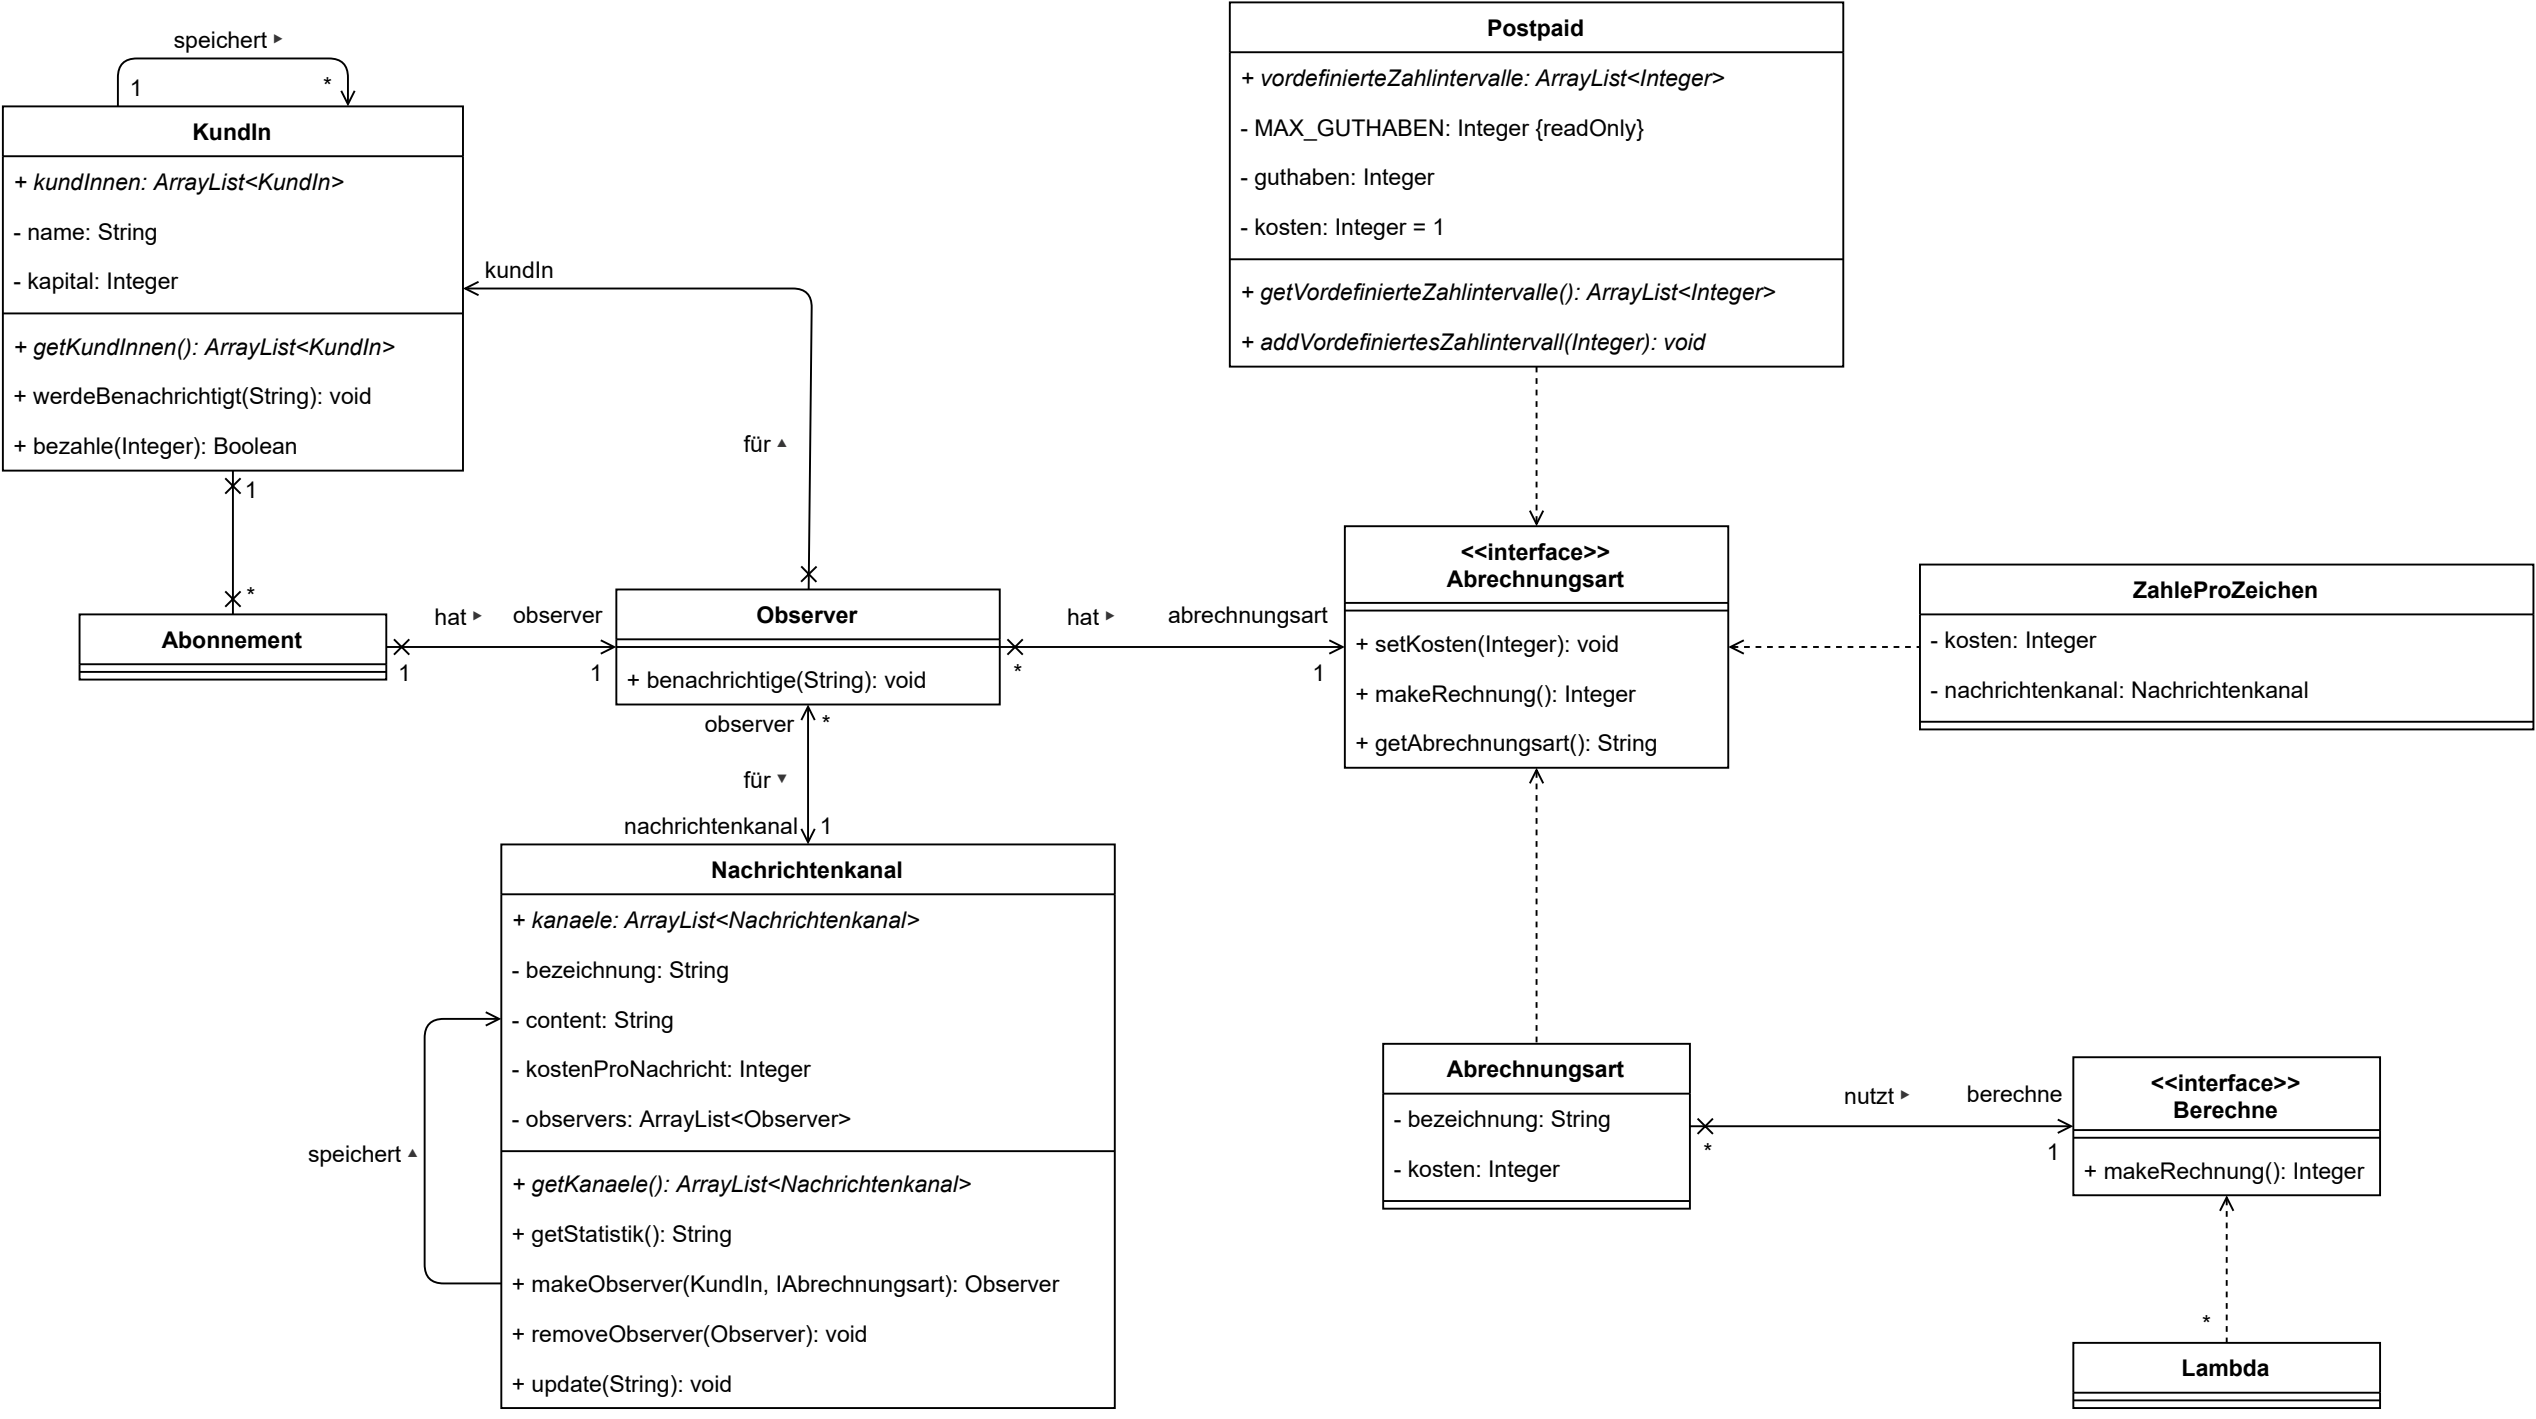 speichert ▸
1
*
KundIn
+ kundInnen: ArrayList<KundIn>
- name: String
- kapital: Integer
+ getKundInnen(): ArrayList<KundIn>
+ werdeBenachrichtigt(String): void
+ bezahle(Integer): Boolean
1
*
Abonnement
hat ▸
observer
1
1
kundIn
für ▴
Observer
+ benachrichtige(String): void
observer
*
für ▾
nachrichtenkanal
1
Nachrichtenkanal
+ kanaele: ArrayList<Nachrichtenkanal>
- bezeichnung: String
- content: String
- kostenProNachricht: Integer
- observers: ArrayList<Observer>
+ getKanaele(): ArrayList<Nachrichtenkanal>
+ getStatistik(): String
+ makeObserver(KundIn, IAbrechnungsart): Observer
+ removeObserver(Observer): void
+ update(String): void
speichert ▴
hat ▸
abrechnungsart
*
1
Postpaid
+ vordefinierteZahlintervalle: ArrayList<Integer>
- MAX_GUTHABEN: Integer {readOnly}
- guthaben: Integer
- kosten: Integer = 1
+ getVordefinierteZahlintervalle(): ArrayList<Integer>
+ addVordefiniertesZahlintervall(Integer): void
<<interface>>
Abrechnungsart
+ setKosten(Integer): void
+ makeRechnung(): Integer
+ getAbrechnungsart(): String
ZahleProZeichen
- kosten: Integer
- nachrichtenkanal: Nachrichtenkanal
Abrechnungsart
- bezeichnung: String
- kosten: Integer
nutzt ▸
berechne
*
1
<<interface>>
Berechne
+ makeRechnung(): Integer
*
Lambda